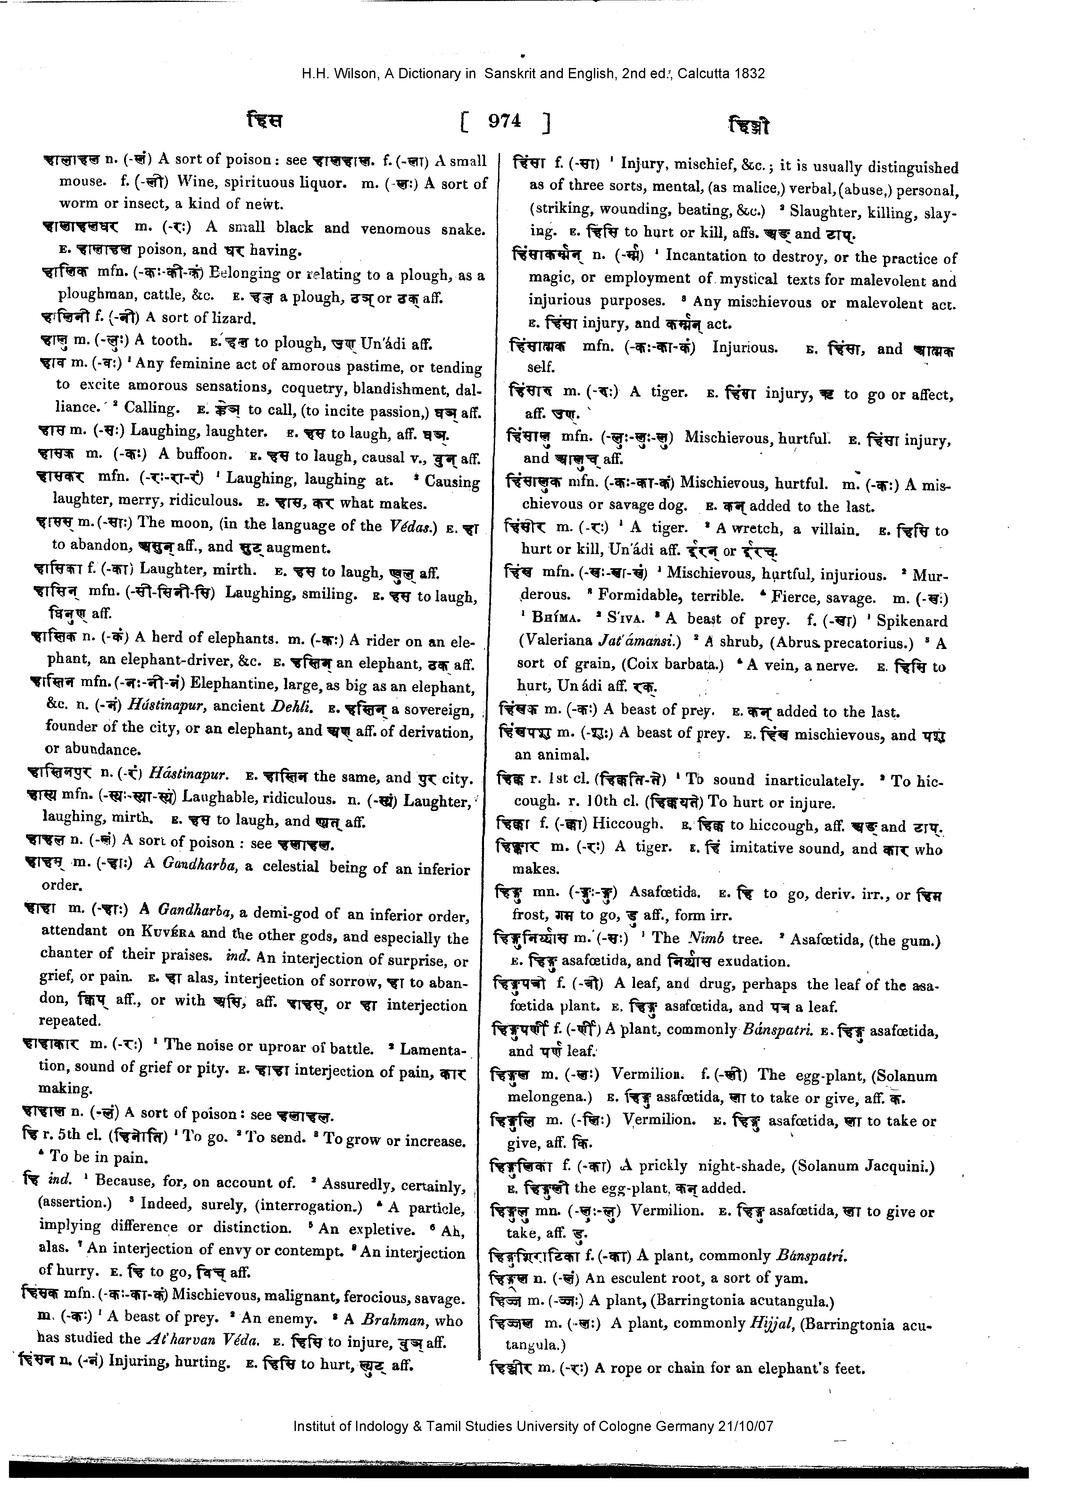 H.H. Wilson, A Dictionary in Sanskrit and English, 2nd ed., Calcutta 1832
हिंस
[ 974 ]
हिञ्जी
हालाहल n. (-लं) A sort of poison: see हालहाल. f. (-ला) A small
mouse. f. (-ली) Wine, spirituous liquor. m. (-लः) A sort of
worm or insect, a kind of newt.
हालाहलधर m. (-रः) A small black and venomous snake.
E. हालाहल poison, and धर having.
हालिक mfn. (-कः-की-कं) Belonging or relating to a plough, as a
ploughman, cattle, &c. E. हल a plough, ठञ् or ठक् aff.
हालिनी f. (-नी) A sort of lizard.
हालु m. (-लुः) A tooth. E. हल to plough, उण् Un'ádi aff.
हाव m. (-वः) ¹ Any feminine act of amorous pastime, or tending
to excite amorous sensations, coquetry, blandishment, dal-
liance. ² Calling. E. ह्वेञ् to call, (to incite passion,) घञ् aff.
हास m. (-सः) Laughing, laughter. E. हस to laugh, aff. घञ्.
हासक m. (-कः) A buffoon. E. हस to laugh, causal v., वुन् aff.
हासकर mfn. (-रः-रा-रं) ¹ Laughing, laughing at. ² Causing
laughter, merry, ridiculous. E. हास, कर what makes.
हासस् m. (-साः) The moon, (in the language of the Védas.) E. हा
to abandon, असुन् aff., and सुट् augment.
हासिका f. (-का) Laughter, mirth. E. हस to laugh, ण्वुल् aff.
हासिन् mfn. (-सी-सिनी-सि) Laughing, smiling. E. हस to laugh,
घिनुण् aff.
हास्तिक n. (-कं) A herd of elephants. m. (-कः) A rider on an ele-
phant, an elephant-driver, &c. E. हस्तिन् an elephant, ठक् aff.
हास्तिन mfn. (-नः-नी-नं) Elephantine, large, as big as an elephant,
&c. n. (-नं) Hástinapur, ancient Dehli. E. हस्तिन् a sovereign,
founder of the city, or an elephant, and अण् aff. of derivation,
or abundance.
हास्तिनपुर n. (-रं) Hástinapur. E. हास्तिन the same, and पुर city.
हास्य mfn. (-स्यः-स्या-स्यं) Laughable, ridiculous. n. (-स्यं) Laughter,
laughing, mirth. E. हस to laugh, and ण्यत् aff.
हाहल n. (-लं) A sort of poison : see हलाहल.
हाहस् m. (-हाः) A Gandharba, a celestial being of an inferior
order.
हाहा m. (-हाः) A Gandharba, a demi-god of an inferior order,
attendant on KUVÉRA and the other gods, and especially the
chanter of their praises. ind. An interjection of surprise, or
grief, or pain. E. हा alas, interjection of sorrow, हा to aban-
don, क्विप् aff., or with असि, aff. हाहस्, or हा interjection
repeated.
हाहाकार m. (-रः) ¹ The noise or uproar of battle. ² Lamenta-
tion, sound of grief or pity. E. हाहा interjection of pain, कार
making.
हाहाल n. (-लं) A sort of poison : see हलाहल.
हि r. 5th cl. (हिनोति) ¹ To go. ² To send. ³ To grow or increase.
⁴ To be in pain.
हि ind. ¹ Because, for, on account of. ² Assuredly, certainly,
(assertion.) ³ Indeed, surely, (interrogation.) ⁴ A particle,
implying difference or distinction. ⁵ An expletive. ⁶ Ah,
alas. ⁷ An interjection of envy or contempt. ⁸ An interjection
of hurry. E. हि to go, विच् aff.
हिंसक mfn. (-कः-का-कं) Mischievous, malignant, ferocious, savage.
m. (-कः) ¹ A beast of prey. ² An enemy. ³ A Brahman, who
has studied the At'harvan Véda. E. हिसि to injure, वुञ् aff.
हिंसन n. (-नं) Injuring, hurting. E. हिसि to hurt, ल्युट् aff.
हिंसा f. (-सा) ¹ Injury, mischief, &c. ; it is usually distinguished
as of three sorts, mental, (as malice,) verbal, (abuse,) personal,
(striking, wounding, beating, &c.) ² Slaughter, killing, slay-
ing. E. हिसि to hurt or kill, affs. अङ् and टाप्.
हिंसाकर्म्मन् n. (-र्म्म) ¹ Incantation to destroy, or the practice of
magic, or employment of mystical texts for malevolent and
injurious purposes. ² Any mischievous or malevolent act.
E. हिंसा injury, and कर्म्मन् act.
हिंसात्मक mfn. (-कः-का-कं) Injurious. E. हिंसा, and आत्मक
self.
हिंसारु m. (-रुः) A tiger. E. हिंसा injury, ऋ to go or affect,
aff. उण्.
हिंसालु mfn. (-लुः-लुः-लु) Mischievous, hurtful. E. हिंसा injury,
and आलुच् aff.
हिंसालुक mfn. (-कः-का-कं) Mischievous, hurtful. m. (-कः) A mis-
chievous or savage dog. E. कन् added to the last.
हिंसीर m. (-रः) ¹ A tiger. ² A wretch, a villain. E. हिसि to
hurt or kill, Un'ádi aff. ईरन् or ईरच्.
हिंस्र mfn. (-स्रः-स्रा-स्रं) ¹ Mischievous, hurtful, injurious. ² Mur-
derous. ³ Formidable, terrible. ⁴ Fierce, savage. m. (-स्रः)
¹ BHÍMA. ² S'IVA. ³ A beast of prey. f. (-स्रा) ¹ Spikenard
(Valeriana Jat'ámansi.) ² A shrub, (Abrus precatorius.) ³ A
sort of grain, (Coix barbata.) ⁴ A vein, a nerve. E. हिसि to
hurt, Unádi aff. रक्.
हिंस्रक m. (-कः) A beast of prey. E. कन् added to the last.
हिंस्रपशु m. (-शुः) A beast of prey. E. हिंस्र mischievous, and पशु
an animal.
हिक्क r. 1st cl. (हिक्कति-ते) ¹ To sound inarticulately. ² To hic-
cough. r. 10th cl. (हिक्कयते) To hurt or injure.
हिक्का f. (-क्का) Hiccough. E. हिक्क to hiccough, aff. अङ् and टाप्.
हिङ्कार m. (-रः) A tiger. E. हिं imitative sound, and कार who
makes.
हिङ्गु mn. (-ङ्गुः-ङ्गु) Asafœtida. E. हि to go, deriv. irr., or हिम
frost, गम to go, डु aff., form irr.
हिङ्गुनिर्य्यास m. (-सः) ¹ The Nimb tree. ² Asafœtida, (the gum.)
E. हिङ्गु asafœtida, and निर्य्यास exudation.
हिङ्गुपत्री f. (-त्री) A leaf, and drug, perhaps the leaf of the asa-
fœtida plant. E. हिङ्गु asafœtida, and पत्र a leaf.
हिङ्गुपर्णी f. (-र्णी) A plant, commonly Bánspatri. E. हिङ्गु asafœtida,
and पर्ण leaf.
हिङ्गुल m. (-लः) Vermilion. f. (-ली) The egg-plant, (Solanum
melongena.) E. हिङ्गु asafœtida, ला to take or give, aff. क.
हिङ्गुलि m. (-लिः) Vermilion. E. हिङ्गु asafœtida, ला to take or
give, aff. कि.
हिङ्गुलिका f. (-का) A prickly night-shade, (Solanum Jacquini.)
E. हिङ्गुली the egg-plant, कन् added.
हिङ्गुलु mn. (-लुः-लु) Vermilion. E. हिङ्गु asafœtida, ला to give or
take, aff. डु.
हिङ्गुशिराटिका f. (-का) A plant, commonly Bánspatri.
हिङ्गूल n. (-लं) An esculent root, a sort of yam.
हिज्ज m. (-ज्जः) A plant, (Barringtonia acutangula.)
हिज्जल m. (-लः) A plant, commonly Hijjal, (Barringtonia acu-
tangula.)
हिञ्जीर m. (-रः) A rope or chain for an elephant's feet.
Institut of Indology & Tamil Studies University of Cologne Germany 21/10/07